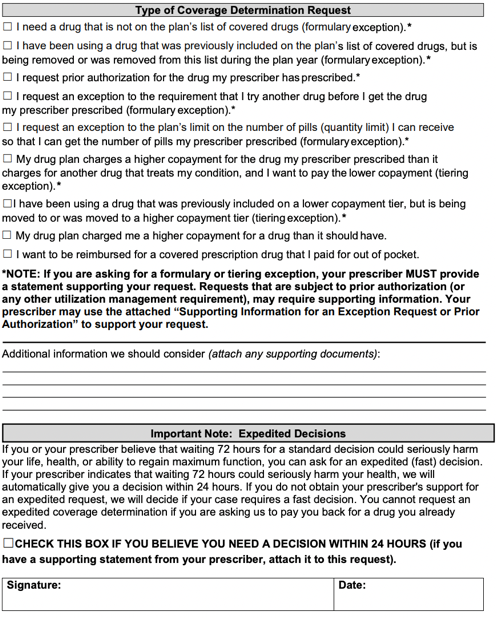 Type of Coverage Determination Request
☐ I need a drug that is not on the plan's list of covered drugs (formulary exception).*
☐ I have been using a drug that was previously included on the plan's list of covered drugs, but is
being removed or was removed from this list during the plan year (formulary exception).*
☐ I request prior authorization for the drug my prescriber has prescribed.*
☐ I request an exception to the requirement that I try another drug before I get the drug
my prescriber prescribed (formulary exception).*
☐ I request an exception to the plan's limit on the number of pills (quantity limit) I can receive
so that I can get the number of pills my prescriber prescribed (formulary exception).*
☐ My drug plan charges a higher copayment for the drug my prescriber prescribed than it
charges for another drug that treats my condition, and I want to pay the lower copayment (tiering
exception).*
☐ I have been using a drug that was previously included on a lower copayment tier, but is being
moved to or was moved to a higher copayment tier (tiering exception).*
☐ My drug plan charged me a higher copayment for a drug than it should have.
☐ I want to be reimbursed for a covered prescription drug that I paid for out of pocket.
*NOTE: If you are asking for a formulary or tiering exception, your prescriber MUST provide
a statement supporting your request. Requests that are subject to prior authorization (or
any other utilization management requirement), may require supporting information. Your
prescriber may use the attached "Supporting Information for an Exception Request or Prior
Authorization" to support your request.
Additional information we should consider (attach any supporting documents):
Important Note: Expedited Decisions
If you or your prescriber believe that waiting 72 hours for a standard decision could seriously harm
your life, health, or ability to regain maximum function, you can ask for an expedited (fast) decision.
If your prescriber indicates that waiting 72 hours could seriously harm your health, we will
automatically give you a decision within 24 hours. If you do not obtain your prescriber's support for
an expedited request, we will decide if your case requires a fast decision. You cannot request an
expedited coverage determination if you are asking us to pay you back for a drug you already
received.
☐CHECK THIS BOX IF YOU BELIEVE YOU NEED A DECISION WITHIN 24 HOURS (if you
have a supporting statement from your prescriber, attach it to this request).
Signature: Date: